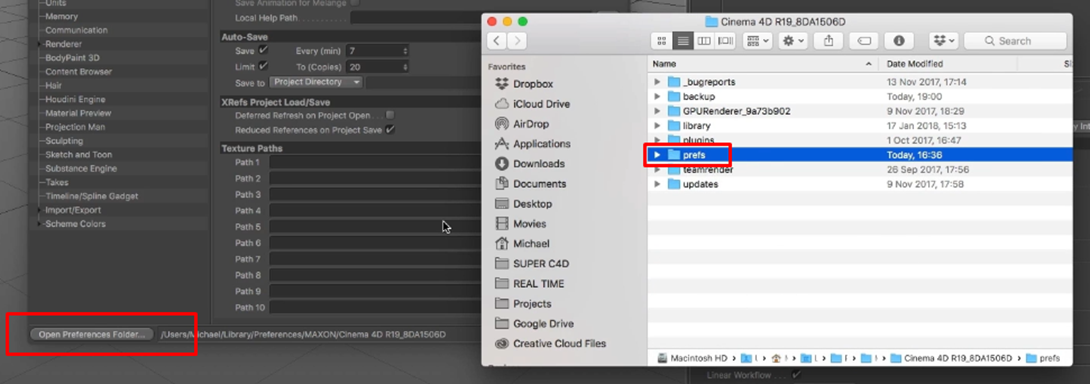 Units
Memory
Communication
Renderer
BodyPaint 3D
Content Browser
Hair
Houdini Engine
Material Preview
Projection Man
Sculpting
Sketch and Toon
Substance Engine
Takes
Timeline/Spline Gadget
Import/Export
Scheme Colors
Save Animation for Melange
Local Help Path
Auto-Save
Save Every (min) 7
Limit To (Copies) 20
Save to Project Directory
XRefs Project Load/Save
Deferred Refresh on Project Open
Reduced References on Project Save
Texture Paths
Path 1
Path 2
Path 3
Path 4
Path 5
Path 6
Path 7
Path 8
Path 9
Path 10
Open Preferences Folder... /Users/Michael/Library/Preferences/MAXON/Cinema 4D R19_8DA1506D
Cinema 4D R19_8DA1506D
Search
Favorites
Dropbox
iCloud Drive
AirDrop
Applications
Downloads
Documents
Desktop
Movies
Michael
SUPER C4D
REAL TIME
Projects
Google Drive
Creative Cloud Files
Name Date Modified
_bugreports 13 Nov 2017, 17:14
backup Today, 19:00
GPURenderer_9a73b902 9 Nov 2017, 18:29
library 17 Jan 2018, 15:13
plugins 1 Oct 2017, 16:47
prefs Today, 16:36
teamrender 26 Sep 2017, 17:56
updates 9 Nov 2017, 17:58
Macintosh HD Cinema 4D R19_8DA1506D prefs
Linear Workflow